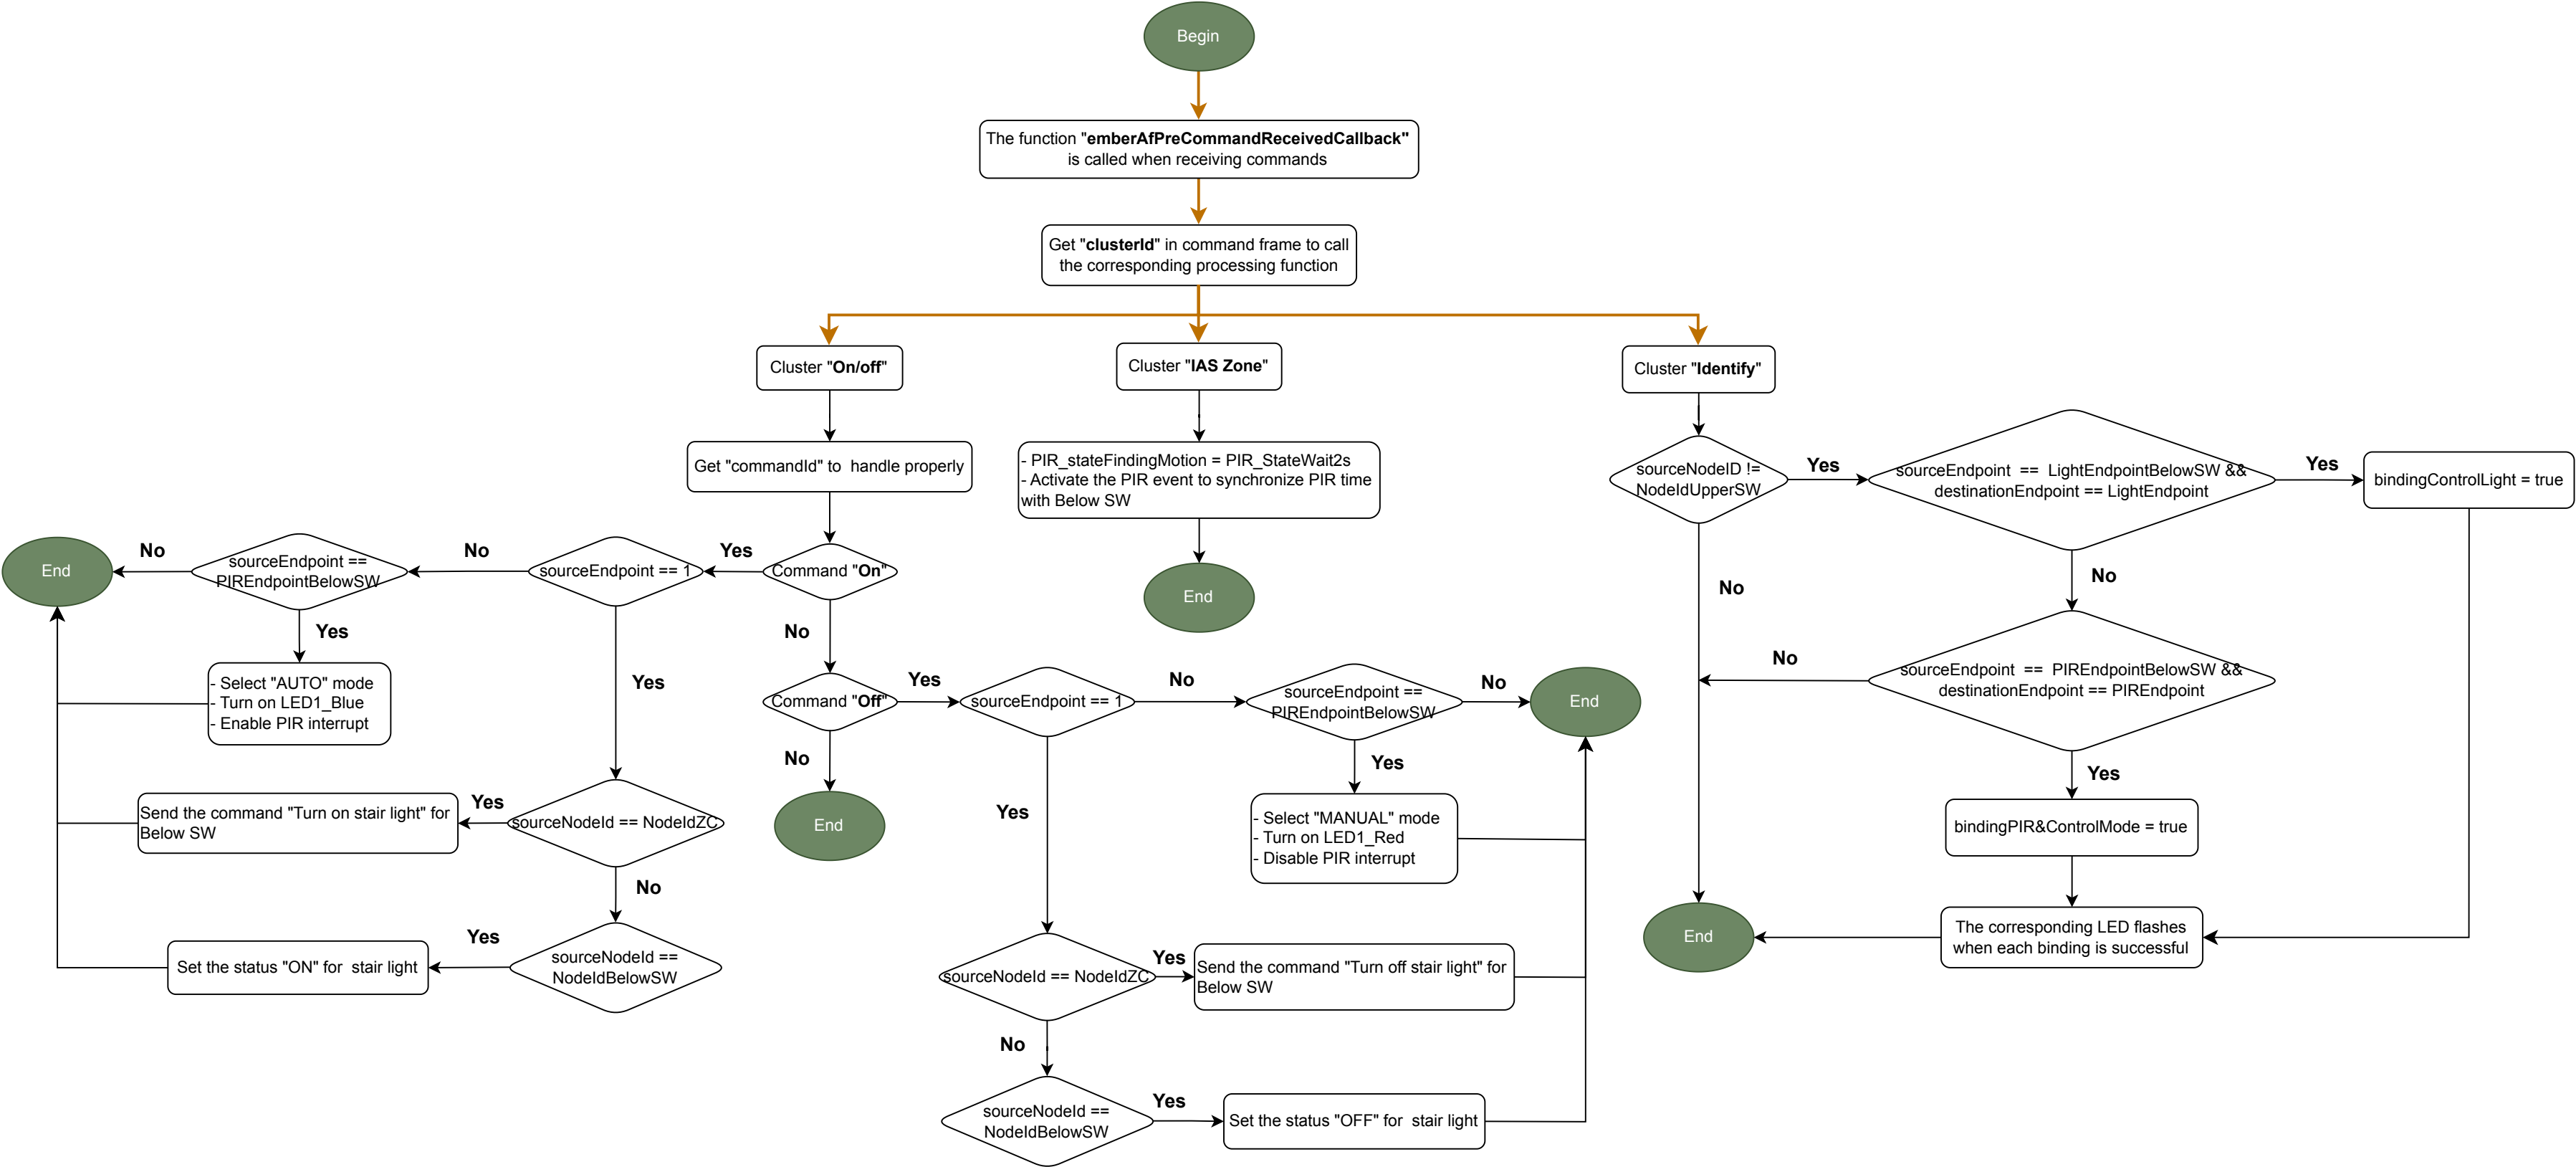 Begin
The function "emberAfPreCommandReceivedCallback"
is called when receiving commands
Get "clusterId" in command frame to call
the corresponding processing function
Cluster "On/off"
Cluster "IAS Zone"
Cluster "Identify"
Get "commandId" to  handle properly
- PIR_stateFindingMotion = PIR_StateWait2s
- Activate the PIR event to synchronize PIR time
with Below SW
End
sourceNodeID !=
NodeIdUpperSW
Yes
sourceEndpoint  ==  LightEndpointBelowSW &&
destinationEndpoint == LightEndpoint
Yes
bindingControlLight = true
No
No
sourceEndpoint  ==  PIREndpointBelowSW &&
destinationEndpoint == PIREndpoint
No
Yes
bindingPIR&ControlMode = true
The corresponding LED flashes
when each binding is successful
End
Command "On"
Yes
sourceEndpoint == 1
No
sourceEndpoint ==
PIREndpointBelowSW
No
End
Yes
- Select "AUTO" mode
- Turn on LED1_Blue
- Enable PIR interrupt
Yes
sourceNodeId == NodeIdZC
Yes
Send the command "Turn on stair light" for
Below SW
No
sourceNodeId ==
NodeIdBelowSW
Yes
Set the status "ON" for  stair light
No
Command "Off"
No
End
Yes
sourceEndpoint == 1
No
sourceEndpoint ==
PIREndpointBelowSW
No
End
Yes
- Select "MANUAL" mode
- Turn on LED1_Red
- Disable PIR interrupt
Yes
sourceNodeId == NodeIdZC
Yes
Send the command "Turn off stair light" for
Below SW
No
sourceNodeId ==
NodeIdBelowSW
Yes
Set the status "OFF" for  stair light